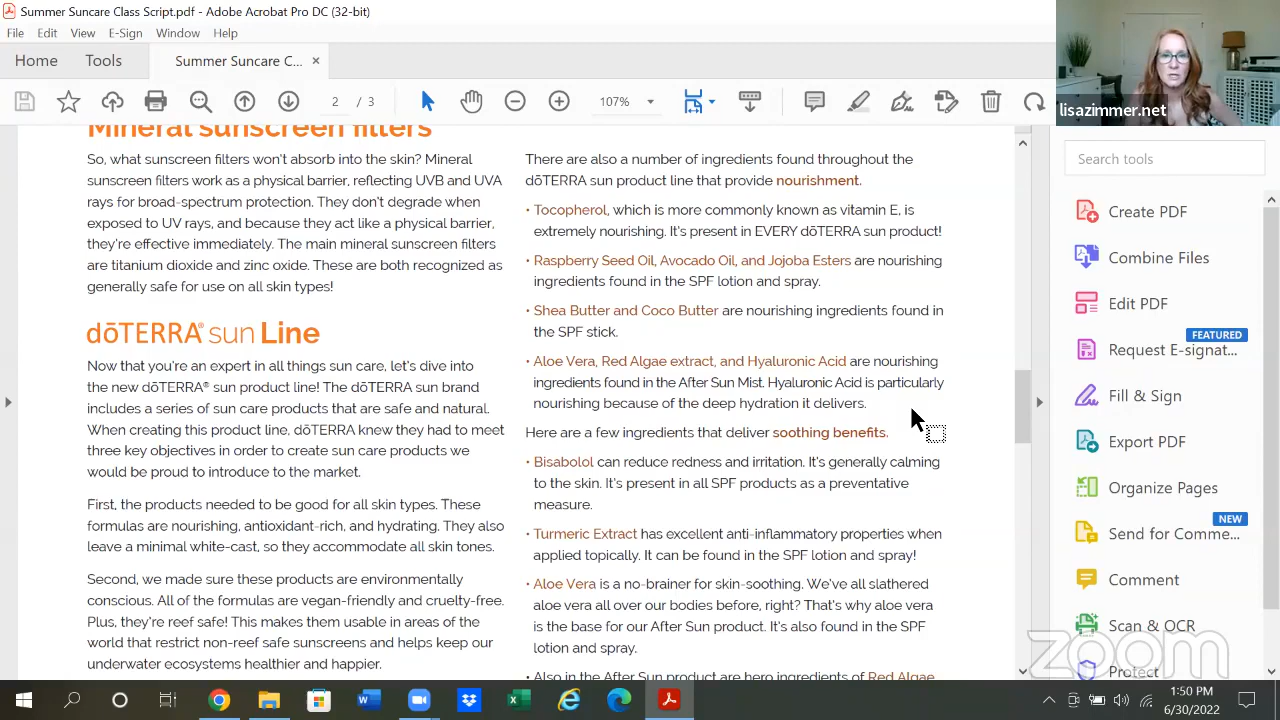 Summer Suncare Class Script.pdf - Adobe Acrobat Pro DC (32-bit)
File Edit View E-Sign Window Help
Home Tools Summer Suncare C... ×
2 / 3 107%
lisazimmer.net
Mineral sunscreen filters
So, what sunscreen filters won't absorb into the skin? Mineral
sunscreen filters work as a physical barrier, reflecting UVB and UVA
rays for broad-spectrum protection. They don't degrade when
exposed to UV rays, and because they act like a physical barrier,
they're effective immediately. The main mineral sunscreen filters
are titanium dioxide and zinc oxide. These are both recognized as
generally safe for use on all skin types!
dōTERRA® sun Line
Now that you're an expert in all things sun care, let's dive into
the new dōTERRA® sun product line! The dōTERRA sun brand
includes a series of sun care products that are safe and natural.
When creating this product line, dōTERRA knew they had to meet
three key objectives in order to create sun care products we
would be proud to introduce to the market.
First, the products needed to be good for all skin types. These
formulas are nourishing, antioxidant-rich, and hydrating. They also
leave a minimal white-cast, so they accommodate all skin tones.
Second, we made sure these products are environmentally
conscious. All of the formulas are vegan-friendly and cruelty-free.
Plus, they're reef safe! This makes them usable in areas of the
world that restrict non-reef safe sunscreens and helps keep our
underwater ecosystems healthier and happier.
There are also a number of ingredients found throughout the
dōTERRA sun product line that provide nourishment.
• Tocopherol, which is more commonly known as vitamin E, is
extremely nourishing. It's present in EVERY dōTERRA sun product!
• Raspberry Seed Oil, Avocado Oil, and Jojoba Esters are nourishing
ingredients found in the SPF lotion and spray.
• Shea Butter and Coco Butter are nourishing ingredients found in
the SPF stick.
• Aloe Vera, Red Algae extract, and Hyaluronic Acid are nourishing
ingredients found in the After Sun Mist. Hyaluronic Acid is particularly
nourishing because of the deep hydration it delivers.
Here are a few ingredients that deliver soothing benefits.
• Bisabolol can reduce redness and irritation. It's generally calming
to the skin. It's present in all SPF products as a preventative
measure.
• Turmeric Extract has excellent anti-inflammatory properties when
applied topically. It can be found in the SPF lotion and spray!
• Aloe Vera is a no-brainer for skin-soothing. We've all slathered
aloe vera all over our bodies before, right? That's why aloe vera
is the base for our After Sun product. It's also found in the SPF
lotion and spray.
• Also in the After Sun product are hero ingredients of Red Algae
Search tools
Create PDF
Combine Files
Edit PDF
FEATURED
Request E-signat...
Fill & Sign
Export PDF
Organize Pages
NEW
Send for Comme...
Comment
Scan & OCR
Protect
zoom
1:50 PM
6/30/2022